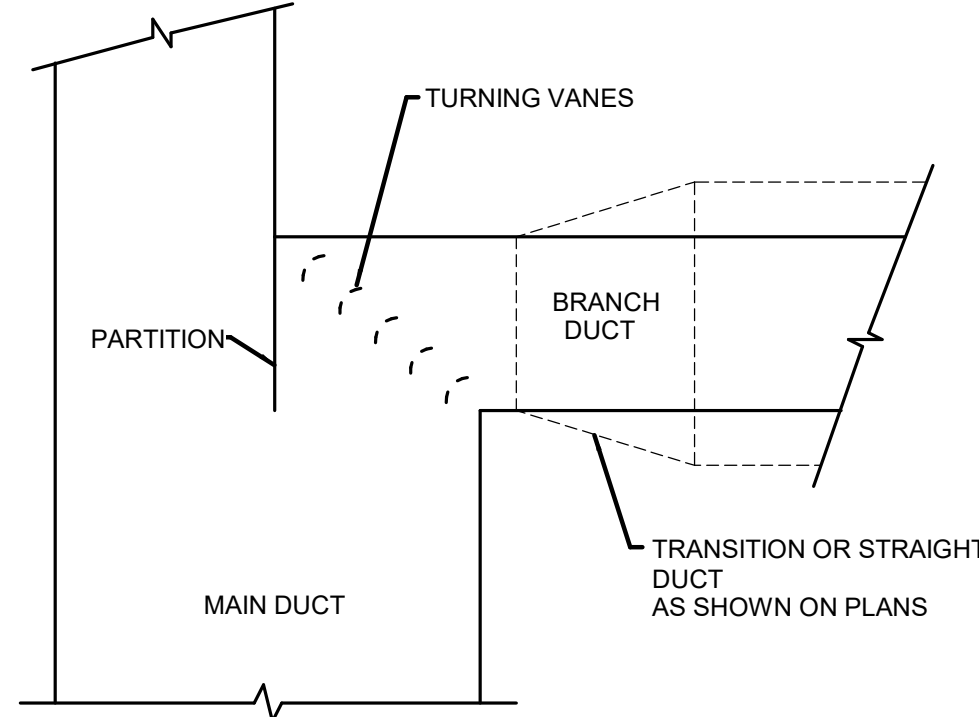 TURNING VANES
BRANCH
DUCT
PARTITION
TRANSITION OR STRAIGHT
DUCT
AS SHOWN ON PLANS
MAIN DUCT